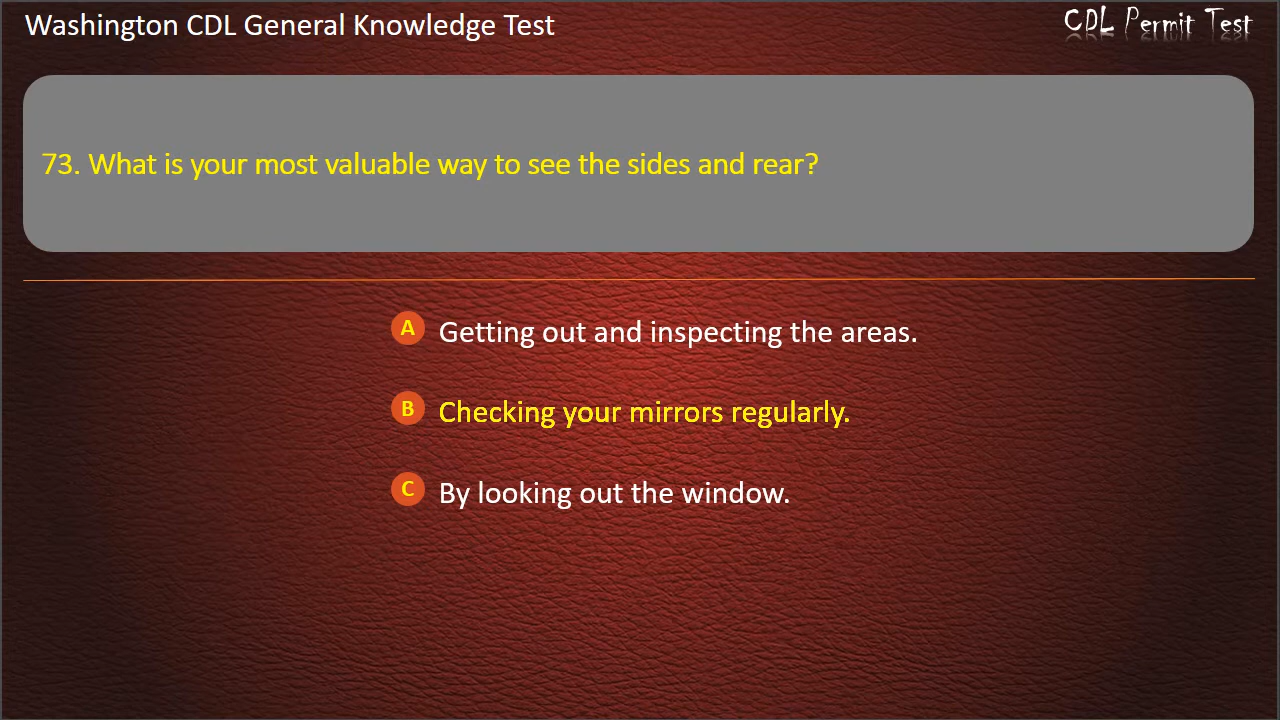 Washington CDL General Knowledge Test
CDL Permit Test
73. What is your most valuable way to see the sides and rear?
A Getting out and inspecting the areas.
B Checking your mirrors regularly.
C By looking out the window.